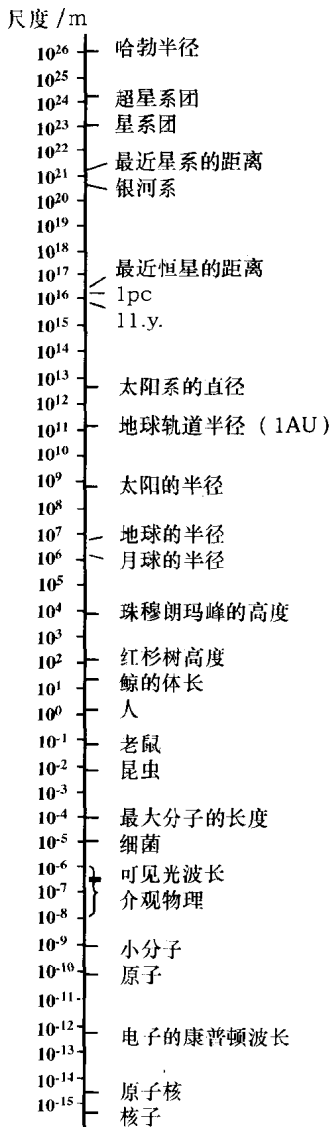 尺度 /m
10²⁶ 哈勃半径
10²⁵
10²⁴ 超星系团
10²³ 星系团
10²²
最近星系的距离
10²¹
银河系
10²⁰
10¹⁹
10¹⁸
10¹⁷ 最近恒星的距离
10¹⁶ 1pc
10¹⁵ 1l.y.
10¹⁴
10¹³ 太阳系的直径
10¹²
10¹¹ 地球轨道半径 ( 1AU )
10¹⁰
10⁹ 太阳的半径
10⁸
10⁷ 地球的半径
10⁶ 月球的半径
10⁵
10⁴ 珠穆朗玛峰的高度
10³
10² 红杉树高度
10¹ 鲸的体长
10⁰ 人
10⁻¹ 老鼠
10⁻² 昆虫
10⁻³
10⁻⁴ 最大分子的长度
10⁻⁵ 细菌
10⁻⁶ 可见光波长
10⁻⁷ 介观物理
10⁻⁸
10⁻⁹ 小分子
10⁻¹⁰ 原子
10⁻¹¹
10⁻¹² 电子的康普顿波长
10⁻¹³
10⁻¹⁴ 原子核
10⁻¹⁵ 核子